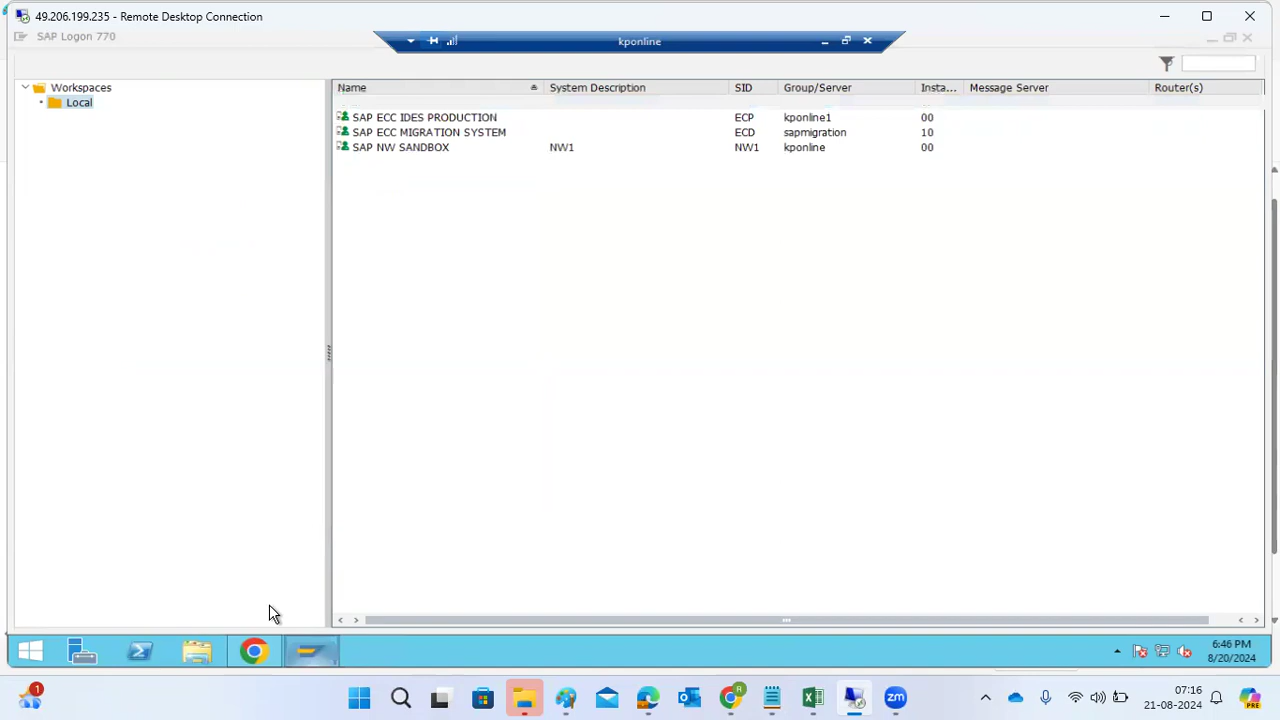 49.206.199.235 - Remote Desktop Connection
SAP Logon 770
kponline
Workspaces
Local
Name System Description SID Group/Server Insta... Message Server Router(s)
SAP ECC IDES PRODUCTION ECP kponline1 00
SAP ECC MIGRATION SYSTEM ECD sapmigration 10
SAP NW SANDBOX NW1 NW1 kponline 00
6:46 PM
8/20/2024
1
R
zm
07:16
21-08-2024
PRE